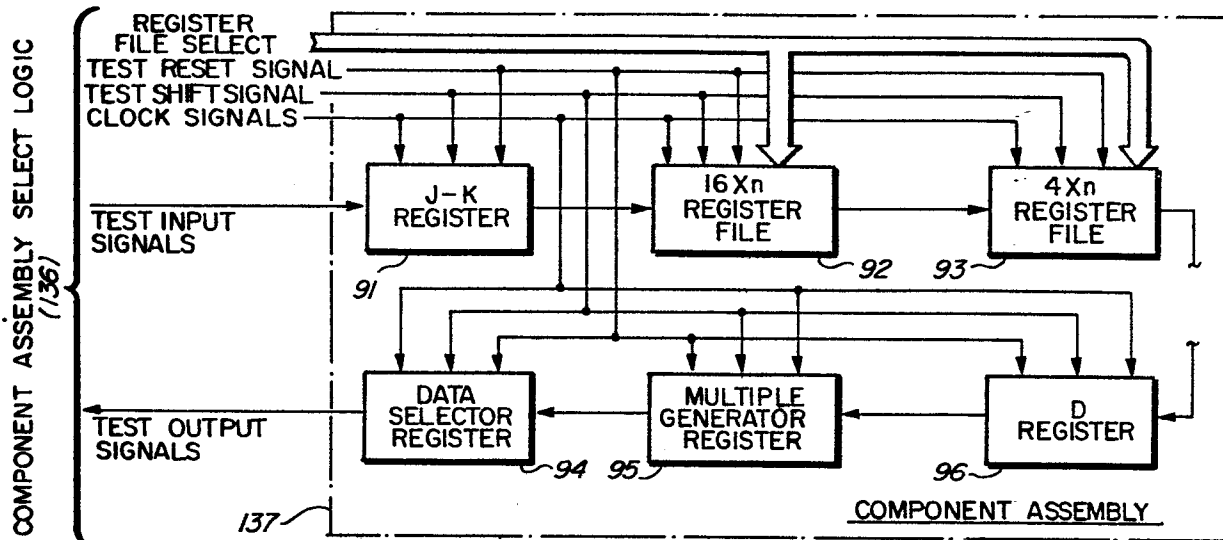 COMPONENT ASSEMBLY SELECT LOGIC
(136)
REGISTER
FILE SELECT
TEST RESET SIGNAL
TEST SHIFT SIGNAL
CLOCK SIGNALS
TEST INPUT
SIGNALS
J-K
REGISTER
91
16Xn
REGISTER
FILE
92
4Xn
REGISTER
FILE
93
TEST OUTPUT
SIGNALS
DATA
SELECTOR
REGISTER
94
MULTIPLE
GENERATOR
REGISTER
95
D
REGISTER
96
137
COMPONENT ASSEMBLY